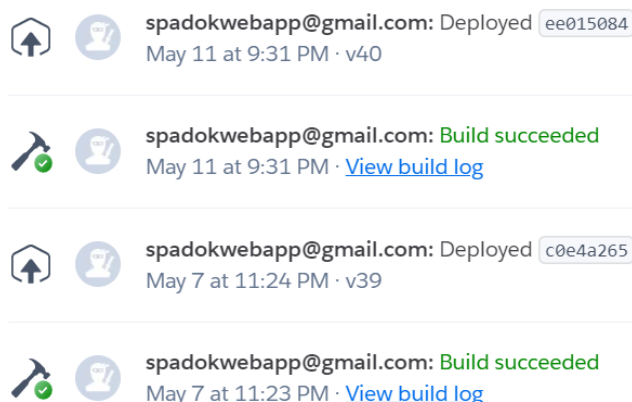 spadokwebapp@gmail.com: Deployed ee015084
May 11 at 9:31 PM · v40
spadokwebapp@gmail.com: Build succeeded
May 11 at 9:31 PM · View build log
spadokwebapp@gmail.com: Deployed c0e4a265
May 7 at 11:24 PM · v39
spadokwebapp@gmail.com: Build succeeded
May 7 at 11:23 PM · View build log